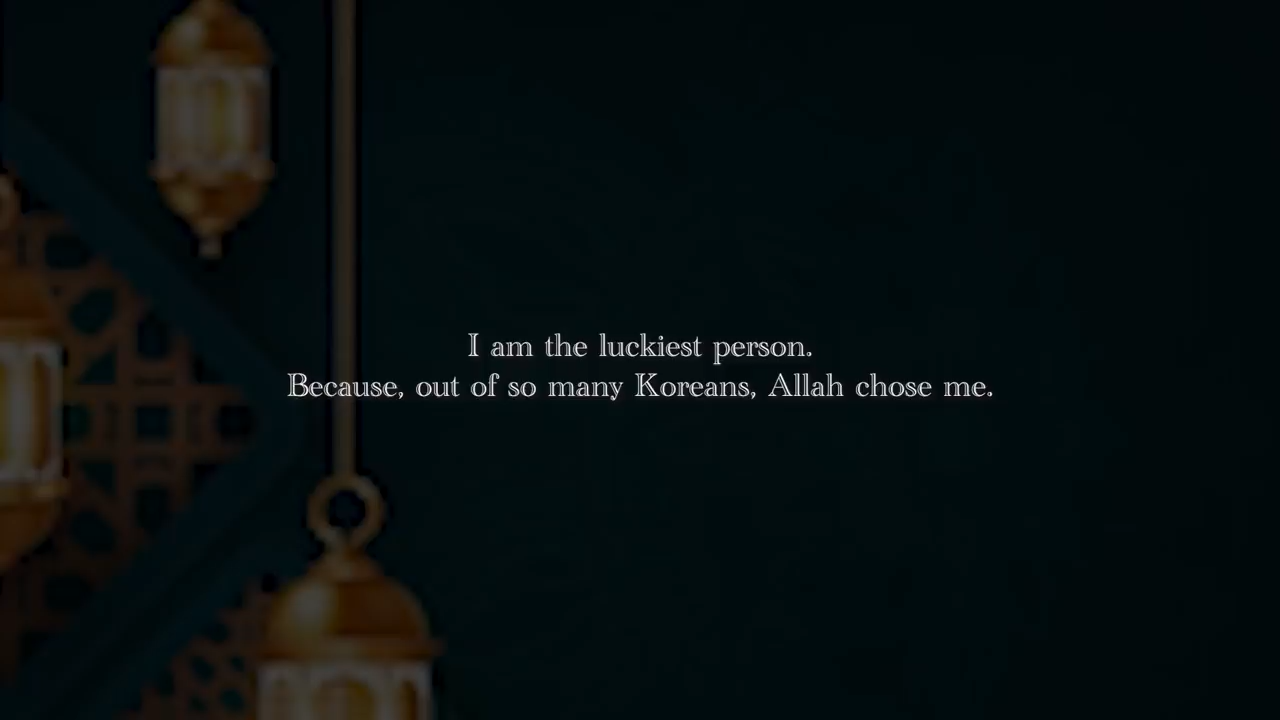 I am the luckiest person.
Because, out of so many Koreans, Allah chose me.